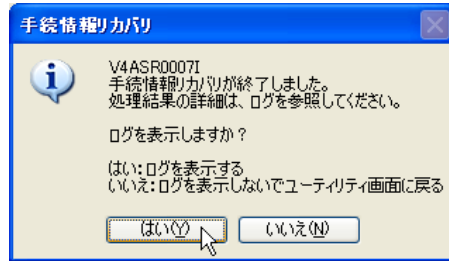 手続情報リカバリ
V4ASR0007I
手続情報リカバリが終了しました。
処理結果の詳細は、ログを参照してください。
ログを表示しますか？
はい:ログを表示する
いいえ:ログを表示しないでユーティリティ画面に戻る
はい(Y)
いいえ(N)